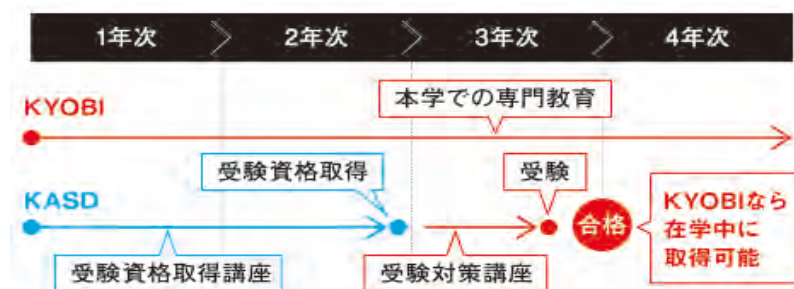 1年次 2年次 3年次 4年次
本学での専門教育
KYOBI
受験資格取得 受験
KASD
合格
KYOBIなら
在学中に
取得可能
受験資格取得講座 受験対策講座